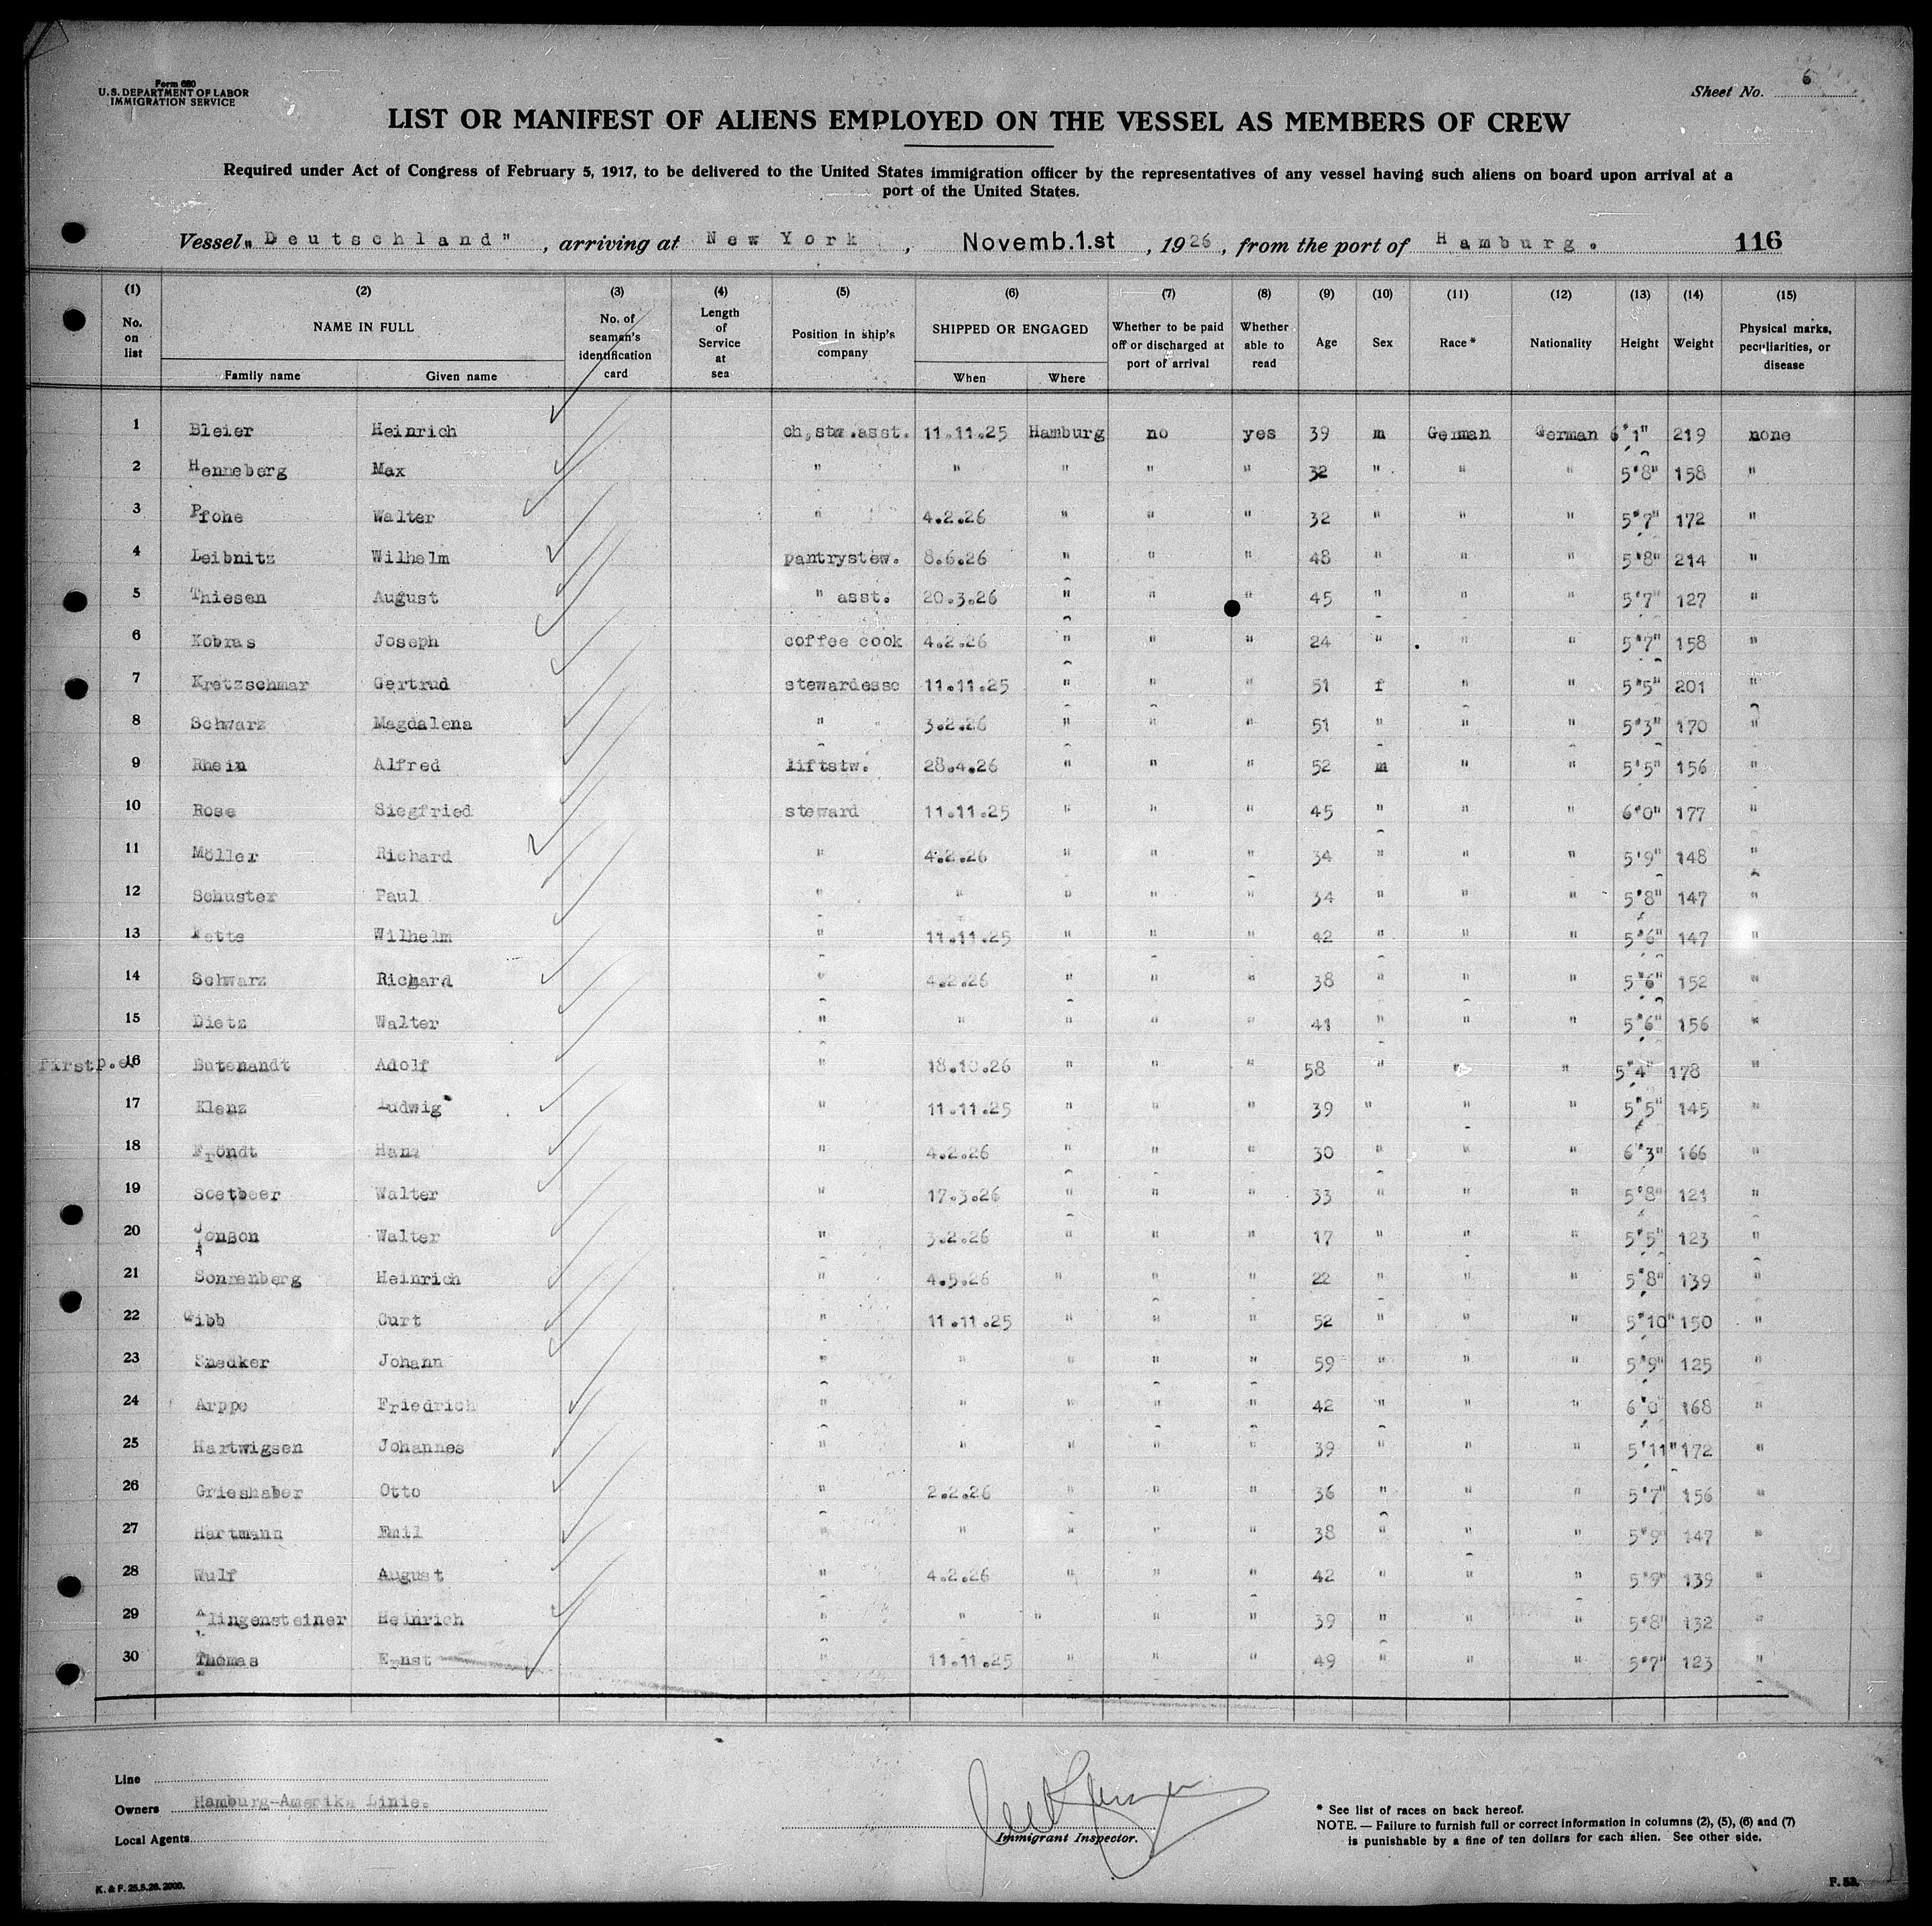 Form 680
U.S. DEPARTMENT OF LABOR
IMMIGRATION SERVICE
Sheet No. 6
LIST OR MANIFEST OF ALIENS EMPLOYED ON THE VESSEL AS MEMBERS OF CREW
Required under Act of Congress of February 5, 1917, to be delivered to the United States immigration officer by the representatives of any vessel having such aliens on board upon arrival at a
port of the United States.
Vessel „Deutschland", arriving at New York, Novemb.1.st, 1926, from the port of Hamburg. 116
(1) (2) (3) (4) (5) (6) (7) (8) (9) (10) (11) (12) (13) (14) (15)
No. on list NAME IN FULL Family name Given name No. of seaman's identification card Length of Service at sea Position in ship's company SHIPPED OR ENGAGED When Where Whether to be paid off or discharged at port of arrival Whether able to read Age Sex Race* Nationality Height Weight Physical marks, peculiarities, or disease
1 Bleier Heinrich ch.stw.asst. 11.11.25 Hamburg no yes 39 m German German 6'1" 219 none
2 Henneberg Max " " " " " 32 " " " 5'8" 158 "
3 Pfohe Walter " 4.2.26 " " " 32 " " " 5'7" 172 "
4 Leibnitz Wilhelm pantrystew. 8.6.26 " " " 48 " " " 5'8" 214 "
5 Thiesen August " asst. 20.3.26 " " " 45 " " " 5'7" 127 "
6 Kobras Joseph coffee cook 4.2.26 " " " 24 " " " 5'7" 158 "
7 Kretzschmar Gertrud stewardess 11.11.25 " " " 51 f " " 5'5" 201 "
8 Schwarz Magdalena " 3.2.26 " " " 51 " " " 5'3" 170 "
9 Rhein Alfred liftstw. 28.4.26 " " " 52 m " " 5'5" 156 "
10 Rose Siegfried steward 11.11.25 " " " 45 " " " 6'0" 177 "
11 Möller Richard " 4.2.26 " " " 34 " " " 5'9" 148 "
12 Schuster Paul " " " " " 34 " " " 5'8" 147 "
13 Wilhelm " 11.11.25 " " " 42 " " " 5'6" 147 "
14 Schwarz Richard " 4.2.26 " " " 38 " " " 5'6" 152 "
15 Dietz Walter " " " " " 41 " " " 5'6" 156 "
first p.e. 16 Butenandt Adolf " 18.10.26 " " " 58 " " " 5'4" 178
17 Klenz Ludwig " 11.11.25 " " " 39 " " " 5'5" 145 "
18 Fröndt Hans " 4.2.26 " " " 30 " " " 6'3" 166 "
19 Soetbeer Walter " 17.3.26 " " " 33 " " " 5'8" 121 "
20 Jonson Walter " 3.2.26 " " " 17 " " " 5'5" 123 "
21 Sonnenberg Heinrich " 4.5.26 " " " 22 " " " 5'8" 139 "
22 Gibb Curt " 11.11.25 " " " 52 " " " 5'10" 150 "
23 Snedker Johann " " " " " 59 " " " 5'9" 125 "
24 Arppe Friedrich " " " " " 42 " " " 6'0" 168 "
25 Hartwigsen Johannes " " " " " 39 " " " 5'11" 172 "
26 Grieshaber Otto " 2.2.26 " " " 36 " " " 5'7" 156 "
27 Hartmann Emil " " " " " 38 " " " 5'9" 147 "
28 Wulf August " 4.2.26 " " " 42 " " " 5'9" 139 "
29 Klingensteiner Heinrich " " " " " 39 " " " 5'8" 132 "
30 Thomas Ernst " 11.11.25 " " " 49 " " " 5'7" 123 "
Line
Owners Hamburg-Amerika Linie.
Local Agents
Immigrant Inspector.
* See list of races on back hereof.
NOTE. — Failure to furnish full or correct information in columns (2), (5), (6) and (7)
is punishable by a fine of ten dollars for each alien. See other side.
K. & F. 25.5.26. 2000.
F. 52.